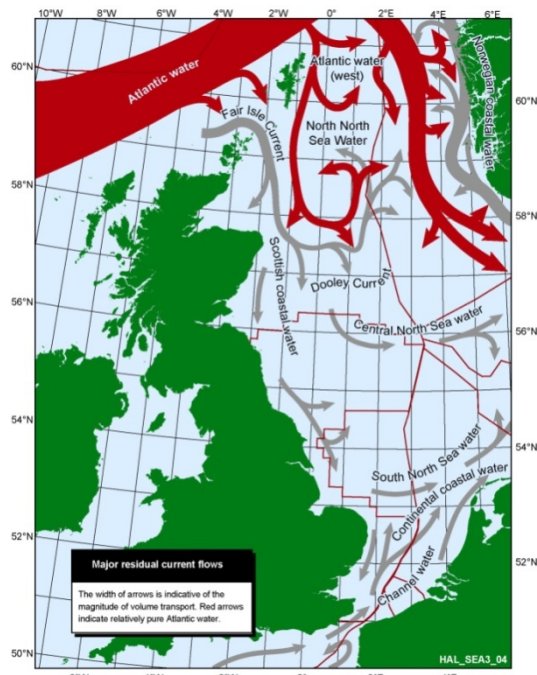 10°W
8°W
6°W
4°W
2°W
0°
2°E
4°E
6°E
60°N
Atlantic water
Atlantic water
(west)
Norwegian coastal water
60°N
Fair Isle Current
North North
Sea Water
58°N
58°N
Scottish coastal water
Dooley Current
56°N
Central North Sea water
56°N
54°N
54°N
South North Sea water
Continental coastal water
52°N
52°N
Channel water
Major residual current flows
The width of arrows is indicative of the
magnitude of volume transport. Red arrows
indicate relatively pure Atlantic water.
50°N
HAL_SEA3_04